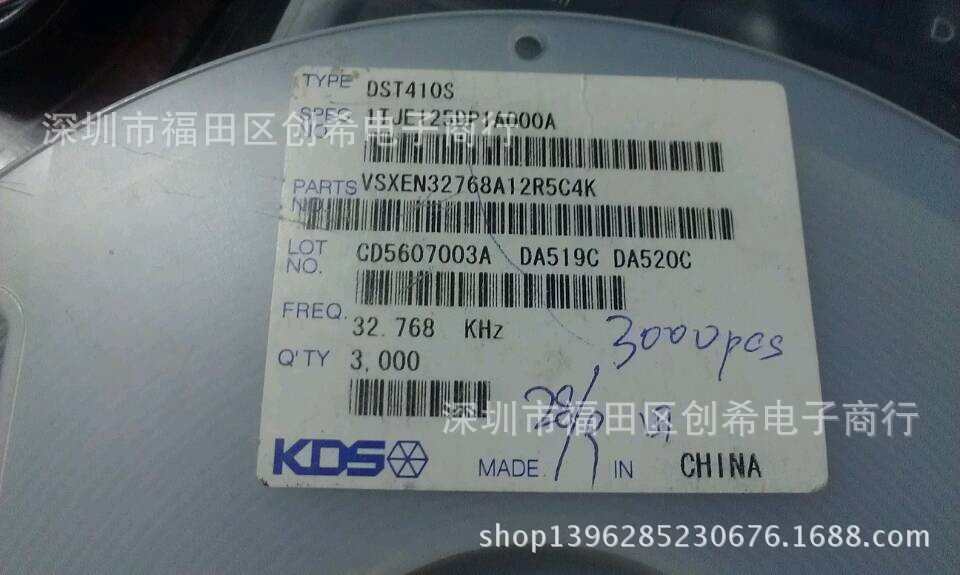 TYPE DST410S
SPEC NO. 1TJE125DP1A000A
深圳市福田区创希电子商行
PARTS NO. VSXEN32768A12R5C4K
LOT NO. CD5607003A DA519C DA520C
FREQ. 32.768 KHz
3000pcs
Q'TY 3,000
深圳市福田区创希电子商行
KDS MADE IN CHINA
shop1396285230676.1688.com